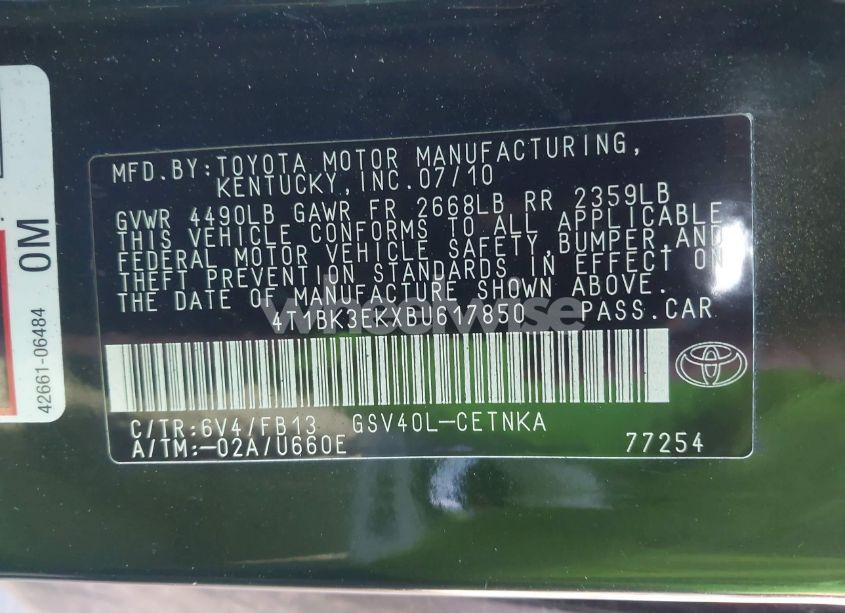 MFD.BY:TOYOTA MOTOR MANUFACTURING,
KENTUCKY,INC.07/10
GVWR 4490LB GAWR FR 2668LB RR 2359LB
THIS VEHICLE CONFORMS TO ALL APPLICABLE
FEDERAL MOTOR VEHICLE SAFETY,BUMPER,AND
THEFT PREVENTION STANDARDS IN EFFECT ON
THE DATE OF MANUFACTURE SHOWN ABOVE.
4T1BK3EKXBU617850 PASS.CAR
C/TR:6V4/FB13 GSV40L-CETNKA
A/TM:-02A/U660E 77254
42661-06484 0M
wheelwise